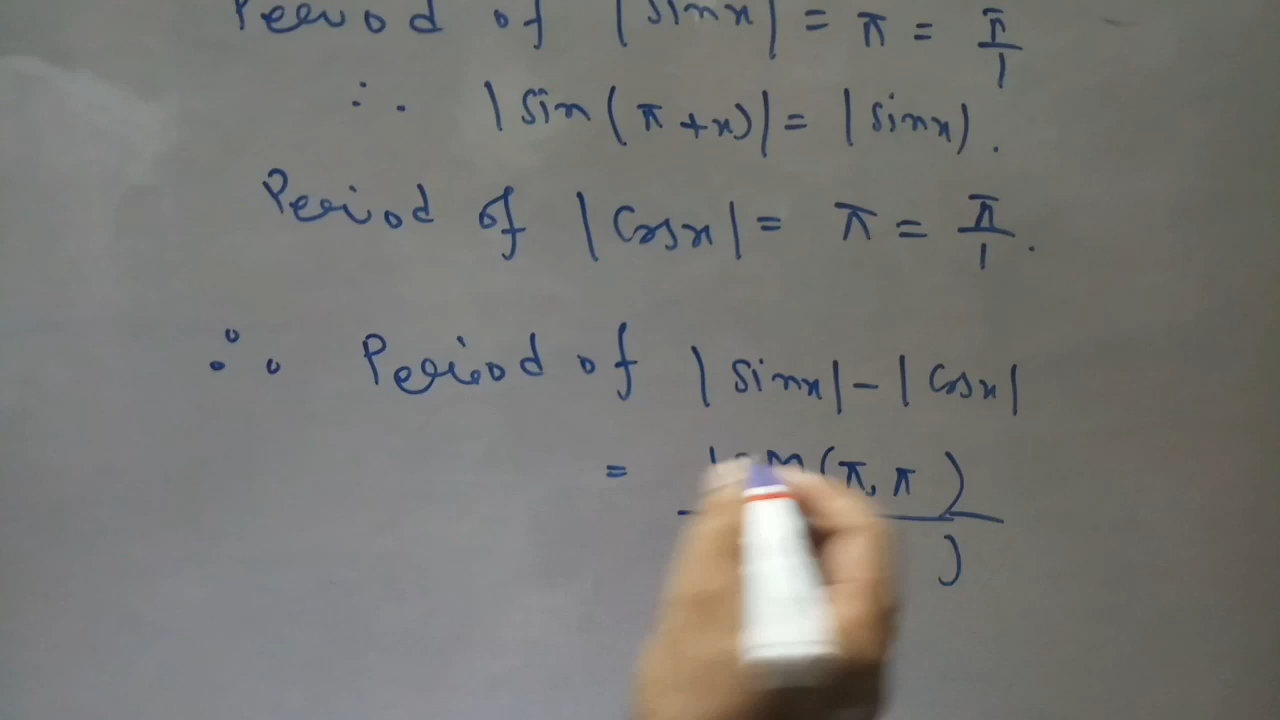 Period of |sinx| = π = π/1
∴ |sin(π+x)| = |sinx|.
Period of |cosx| = π = π/1.
∴ Period of |sinx| - |cosx|
= (π, π)
)